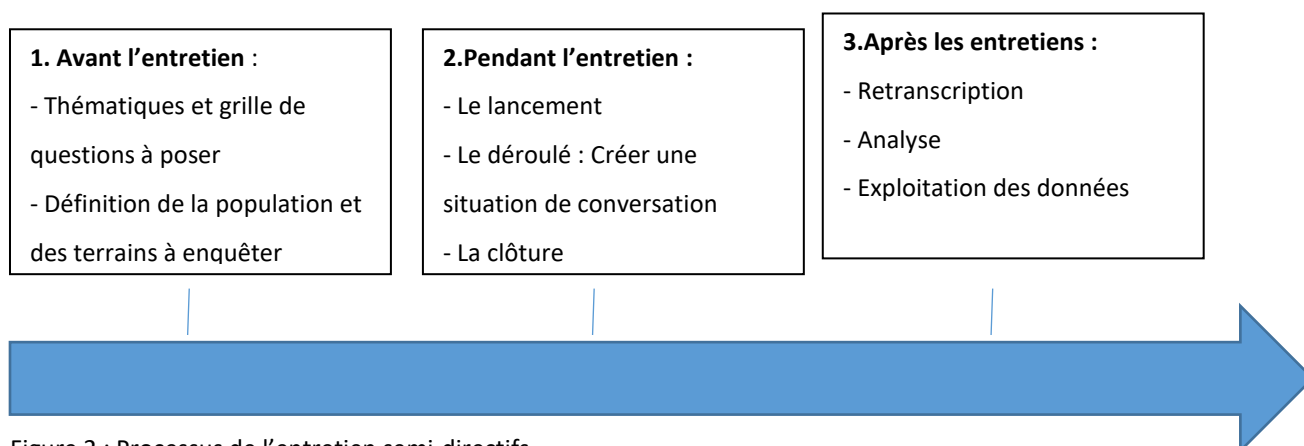 1. Avant l’entretien :
- Thématiques et grille de
questions à poser
- Définition de la population et
des terrains à enquêter
2.Pendant l’entretien :
- Le lancement
- Le déroulé : Créer une
situation de conversation
- La clôture
3.Après les entretiens :
- Retranscription
- Analyse
- Exploitation des données
Figure 2 : Processus de l’entretien semi-directifs